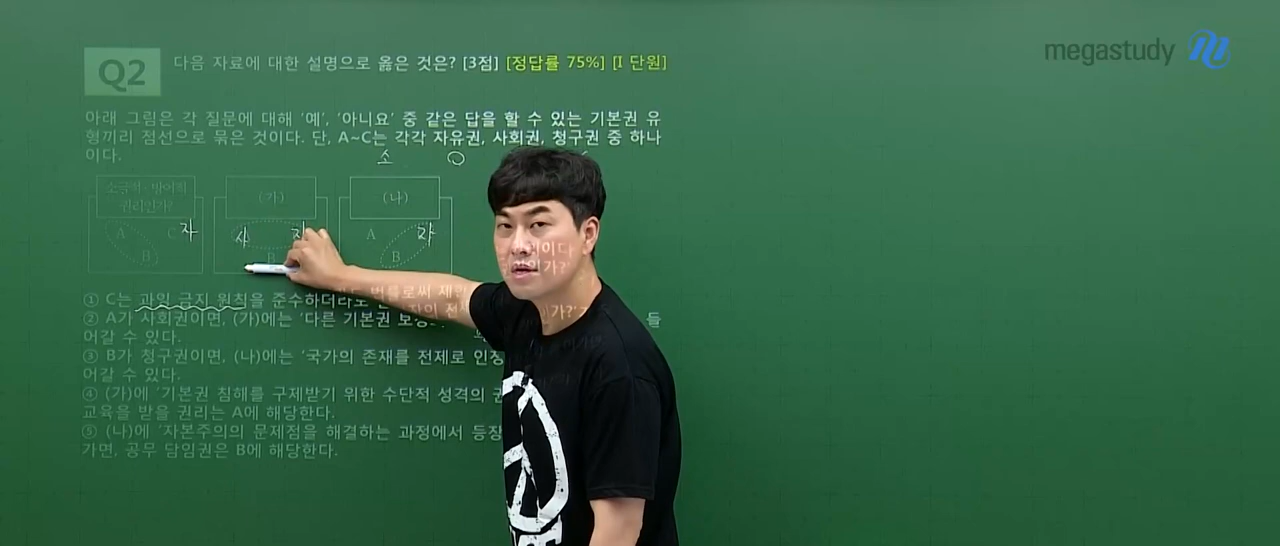 megastudy
Q2 다음 자료에 대한 설명으로 옳은 것은? [3점] [정답률 75%] [I 단원]
아래 그림은 각 질문에 대해 '예', '아니요' 중 같은 답을 할 수 있는 기본권 유
형끼리 점선으로 묶은 것이다. 단, A~C는 각각 자유권, 사회권, 청구권 중 하나
이다.
소
소극적·방어적
권리인가?
(가)
(나)
A
C 자
B
사
B
A
B
① C는 과잉 금지 원칙을 준수하더라도
② A가 사회권이면, (가)에는 '다른 기본권 들
어갈 수 있다.
③ B가 청구권이면, (나)에는 '국가의 존재를 전제로 인정
어갈 수 있다.
④ (가)에 '기본권 침해를 구제받기 위한 수단적 성격의
교육을 받을 권리는 A에 해당한다.
⑤ (나)에 '자본주의의 문제점을 해결하는 과정에서 등장
가면, 공무 담임권은 B에 해당한다.